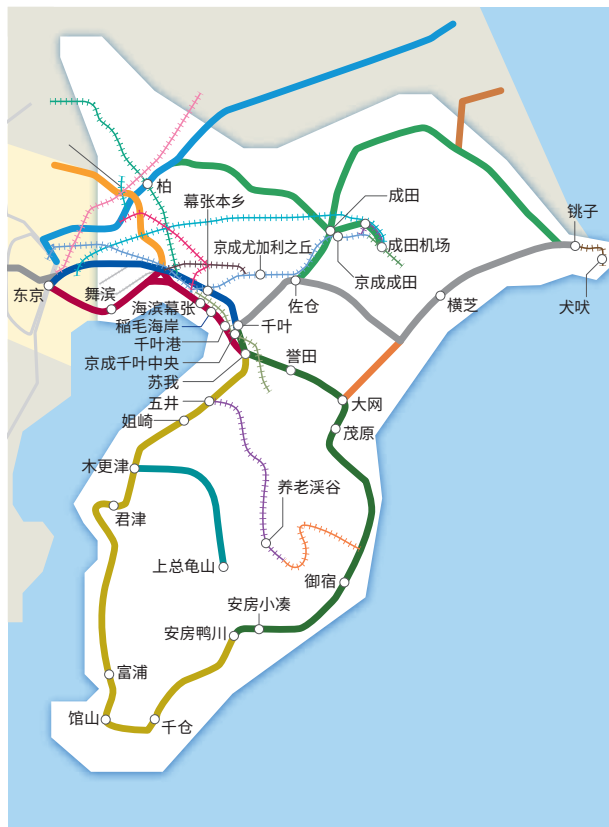 柏
幕张本乡
成田
铫子
京成尤加利之丘
成田机场
京成成田
东京
舞滨
佐仓
横芝
犬吠
海滨幕张
稲毛海岸
千叶
千叶港
京成千叶中央
誉田
苏我
五井
大网
姐崎
茂原
木更津
养老渓谷
君津
上总龟山
御宿
安房小凑
安房鸭川
富浦
馆山
千仓